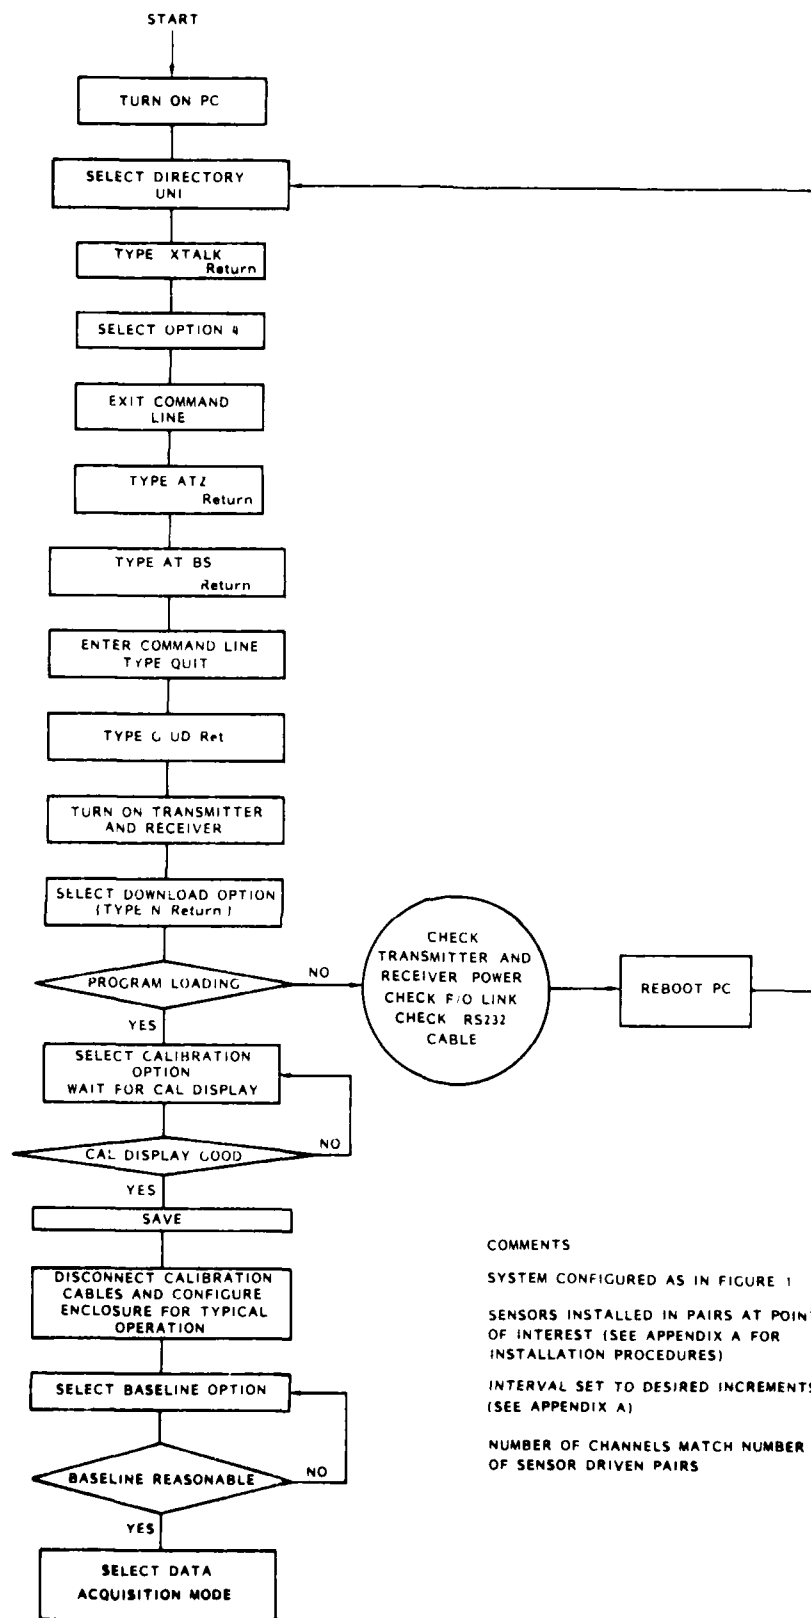 START
TURN ON PC
SELECT DIRECTORY
UNI
TYPE XTALK
Return
SELECT OPTION 4
EXIT COMMAND
LINE
TYPE ATZ
Return
TYPE AT BS
Return
ENTER COMMAND LINE
TYPE QUIT
TYPE UD Ret
TURN ON TRANSMITTER
AND RECEIVER
SELECT DOWNLOAD OPTION
(TYPE N Return)
PROGRAM LOADING
NO
CHECK
TRANSMITTER AND
RECEIVER POWER
CHECK F/O LINK
CHECK RS232
CABLE
REBOOT PC
YES
SELECT CALIBRATION
OPTION
WAIT FOR CAL DISPLAY
CAL DISPLAY GOOD
NO
YES
SAVE
DISCONNECT CALIBRATION
CABLES AND CONFIGURE
ENCLOSURE FOR TYPICAL
OPERATION
SELECT BASELINE OPTION
BASELINE REASONABLE
NO
YES
SELECT DATA
ACQUISITION MODE
COMMENTS
SYSTEM CONFIGURED AS IN FIGURE 1
SENSORS INSTALLED IN PAIRS AT POIN
OF INTEREST (SEE APPENDIX A FOR
INSTALLATION PROCEDURES)
INTERVAL SET TO DESIRED INCREMENTS
(SEE APPENDIX A)
NUMBER OF CHANNELS MATCH NUMBER
OF SENSOR DRIVEN PAIRS